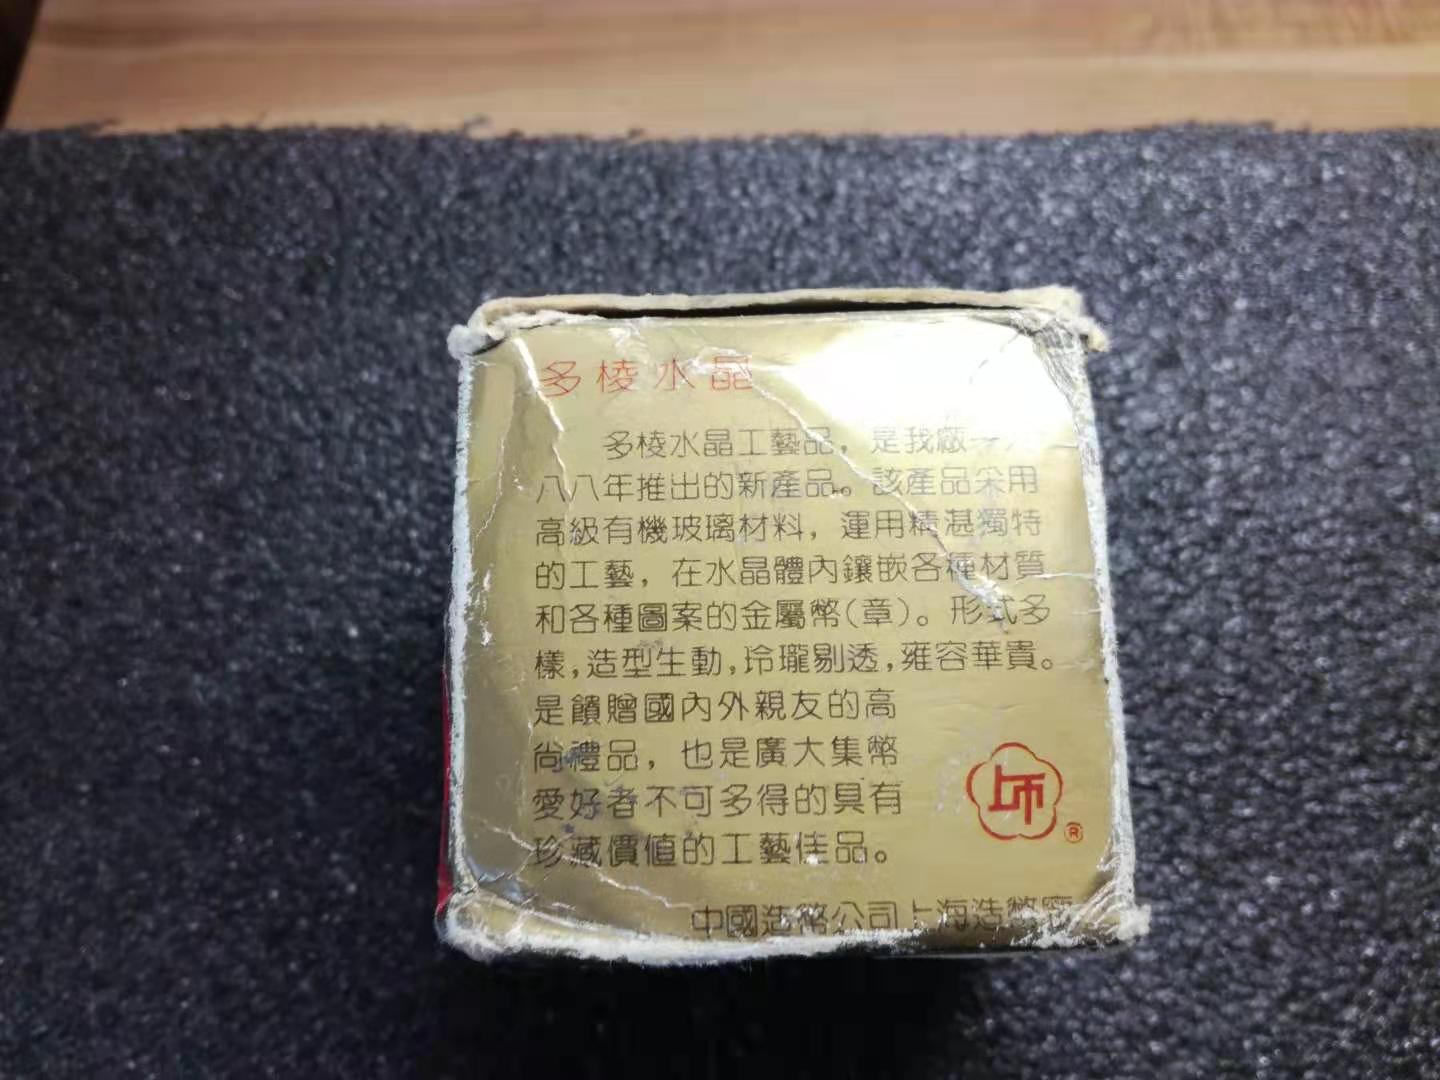 多棱水晶
多棱水晶工藝品，是我廠一九
八八年推出的新產品。該產品采用
高級有機玻璃材料，運用精湛獨特
的工藝，在水晶體內鑲嵌各種材質
和各種圖案的金屬幣(章)。形式多
樣，造型生動，玲瓏剔透，雍容華貴。
是饋贈國內外親友的高
尚禮品，也是廣大集幣
愛好者不可多得的具有
珍藏價值的工藝佳品。
上币
®
中國造幣公司上海造幣廠